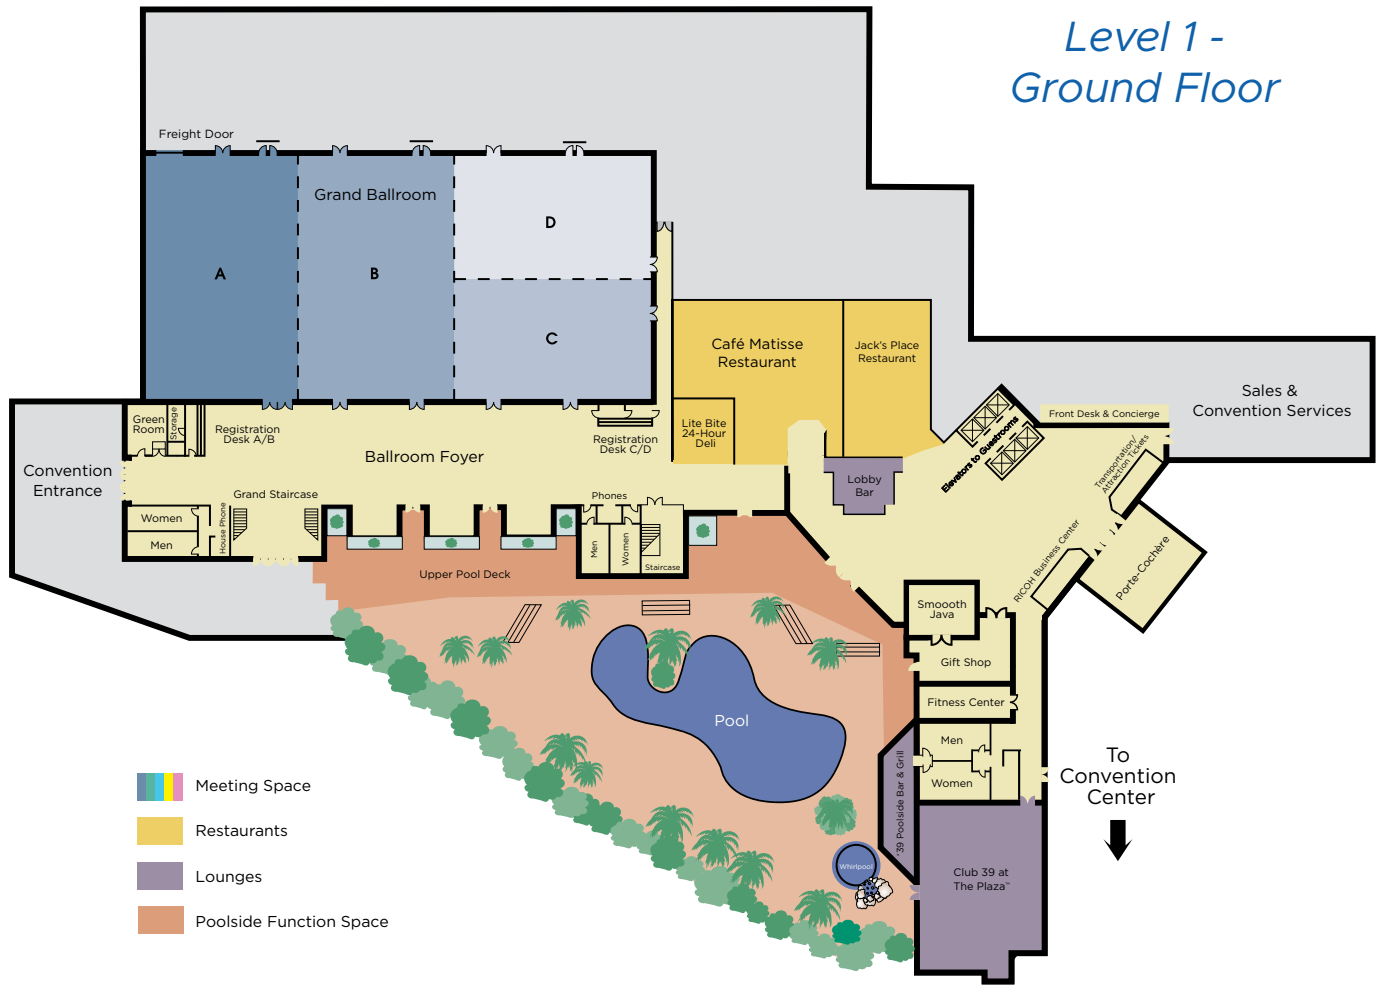 Level 1 -
Ground Floor
Freight Door
Grand Ballroom
A
B
D
C
Café Matisse
Restaurant
Jack's Place
Restaurant
Lite Bite
24-Hour
Deli
Lobby
Bar
Elevators to Guestrooms
Front Desk & Concierge
Sales &
Convention Services
Transportation/
Attraction Tickets
RICOH Business Center
Porte-Cochère
Green
Room
Storage
Registration
Desk A/B
Registration
Desk C/D
Ballroom Foyer
Convention
Entrance
Grand Staircase
Women
Men
House Phone
Phones
Men
Women
Staircase
Upper Pool Deck
Smoooth
Java
Gift Shop
Fitness Center
Men
Women
Pool
Whirlpool
'39 Poolside Bar & Grill
Club 39 at
The Plaza™
To
Convention
Center
Meeting Space
Restaurants
Lounges
Poolside Function Space